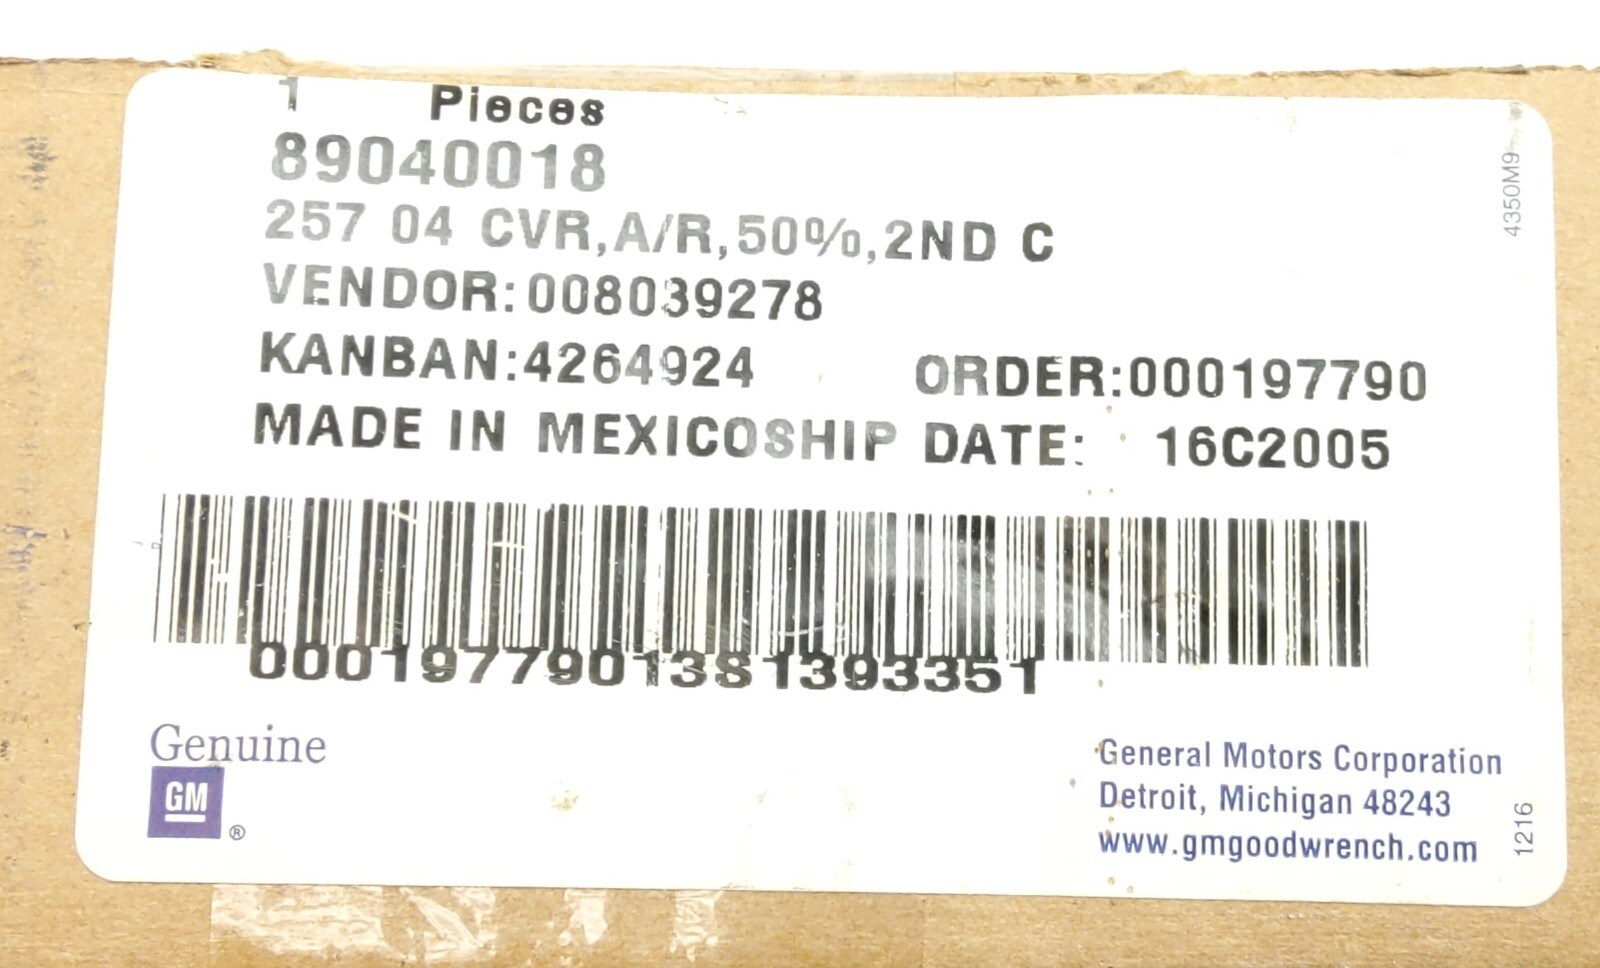 1 Pieces
89040018
257 04 CVR,A/R,50%,2ND C
VENDOR:008039278
KANBAN:4264924 ORDER:000197790
MADE IN MEXICOSHIP DATE: 16C2005
00019779013S1393351
Genuine
GM
®
General Motors Corporation
Detroit, Michigan 48243
www.gmgoodwrench.com
4350M9
1216